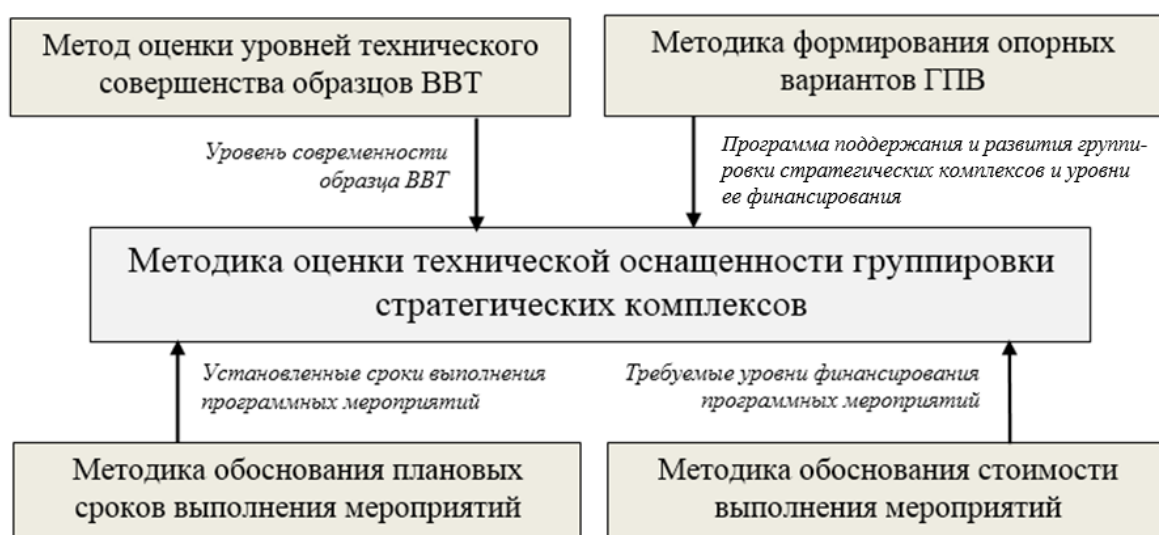 Метод оценки уровней технического
совершенства образцов ВВТ
Методика формирования опорных
вариантов ГПВ
Уровень современности
образца ВВТ
Программа поддержания и развития группи-
ровки стратегических комплексов и уровни
ее финансирования
Методика оценки технической оснащенности группировки
стратегических комплексов
Установленные сроки выполнения
программных мероприятий
Требуемые уровни финансирования
программных мероприятий
Методика обоснования плановых
сроков выполнения мероприятий
Методика обоснования стоимости
выполнения мероприятий